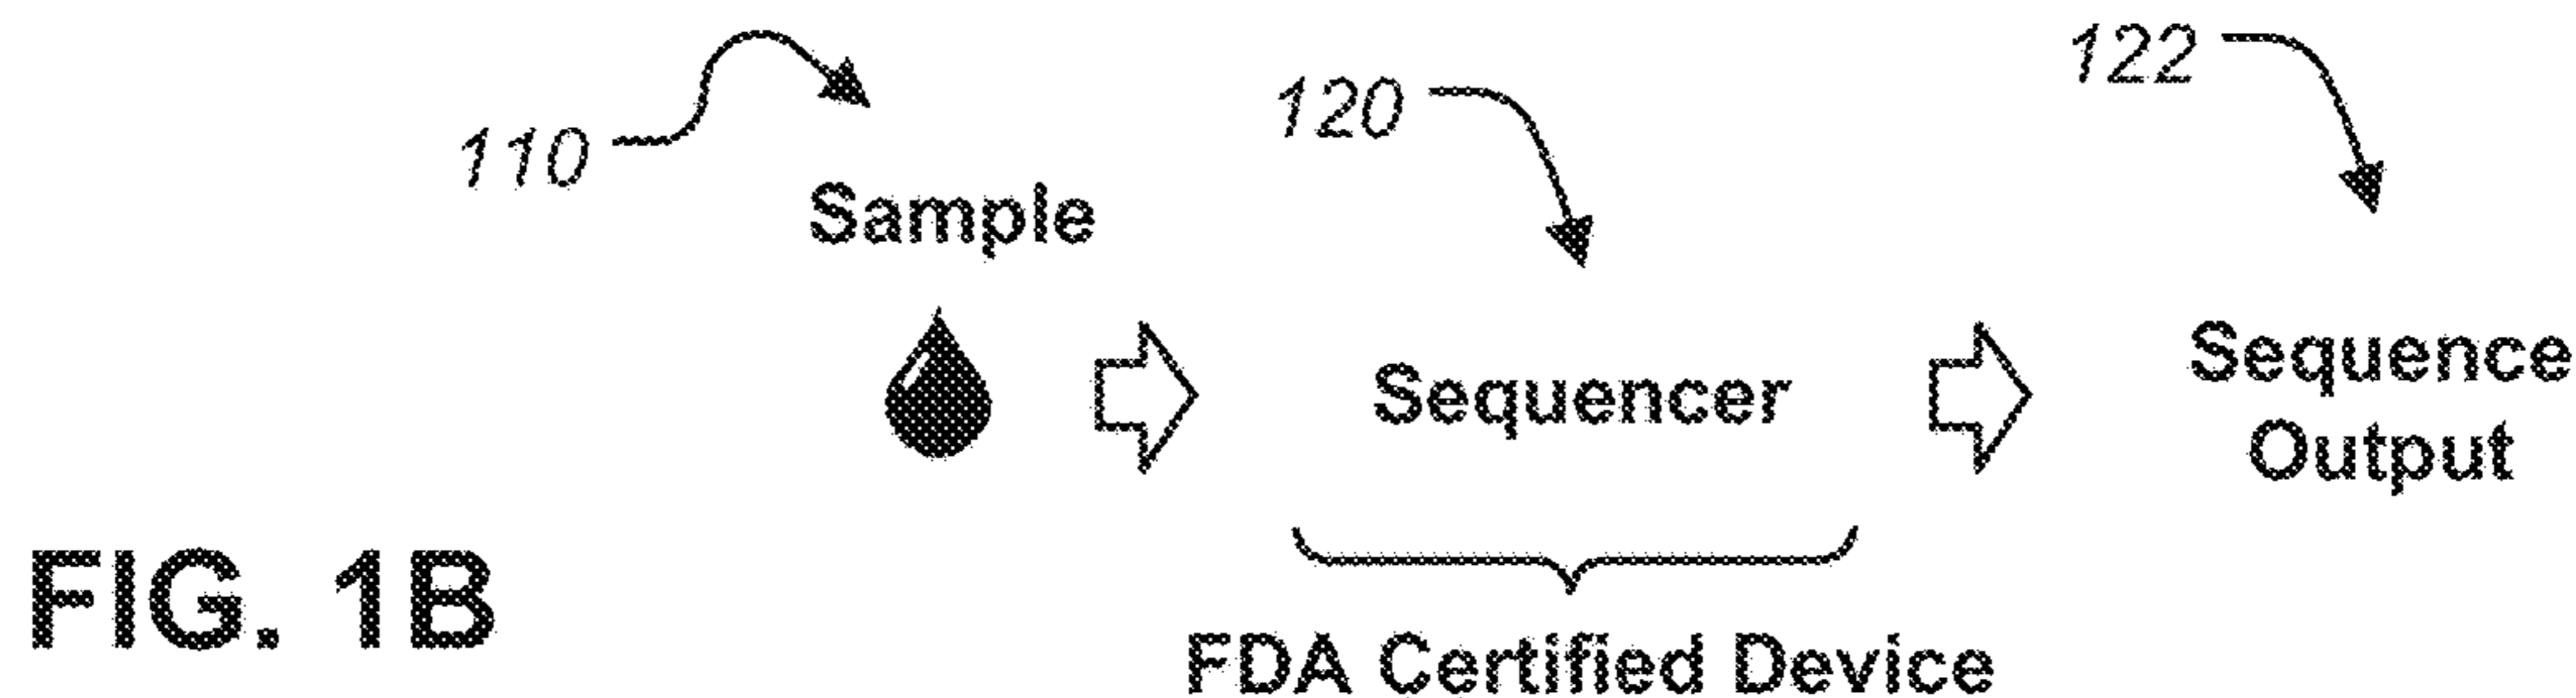 110
120
122
Sample
Sequencer
Sequence
Output
FDA Certified Device
FIG. 1B